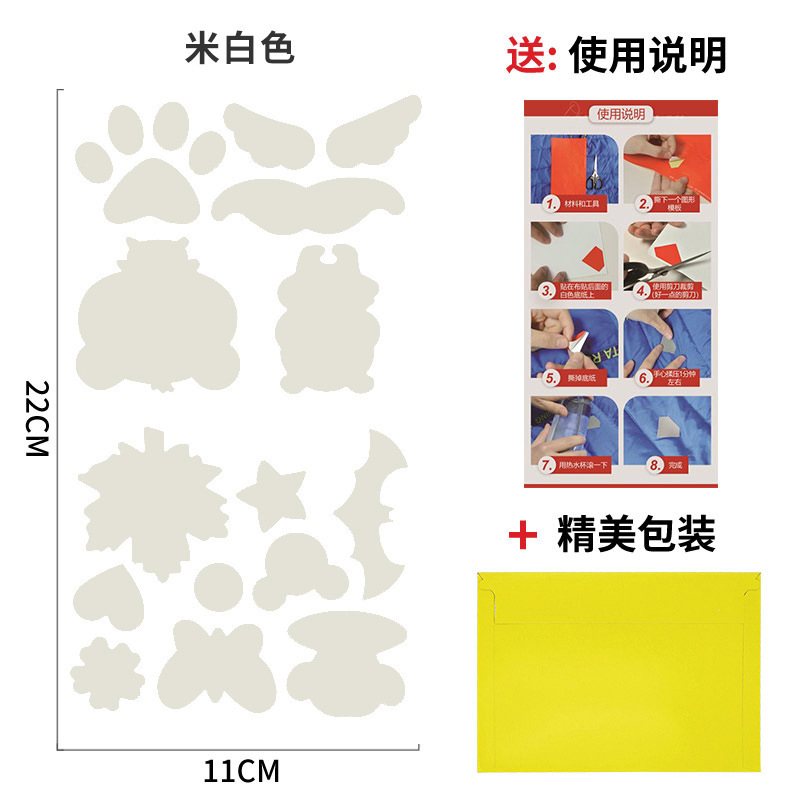 米白色
22CM
11CM
送: 使用说明
使用说明
1. 材料和工具
2. 撕下一个图形
模板
3. 贴在布贴后面的
白色底纸上
4. 使用剪刀裁剪
(好一点的剪刀)
5. 撕掉底纸
6. 手心揉压1分钟
左右
7. 用热水杯滚一下
8. 完成
+ 精美包装